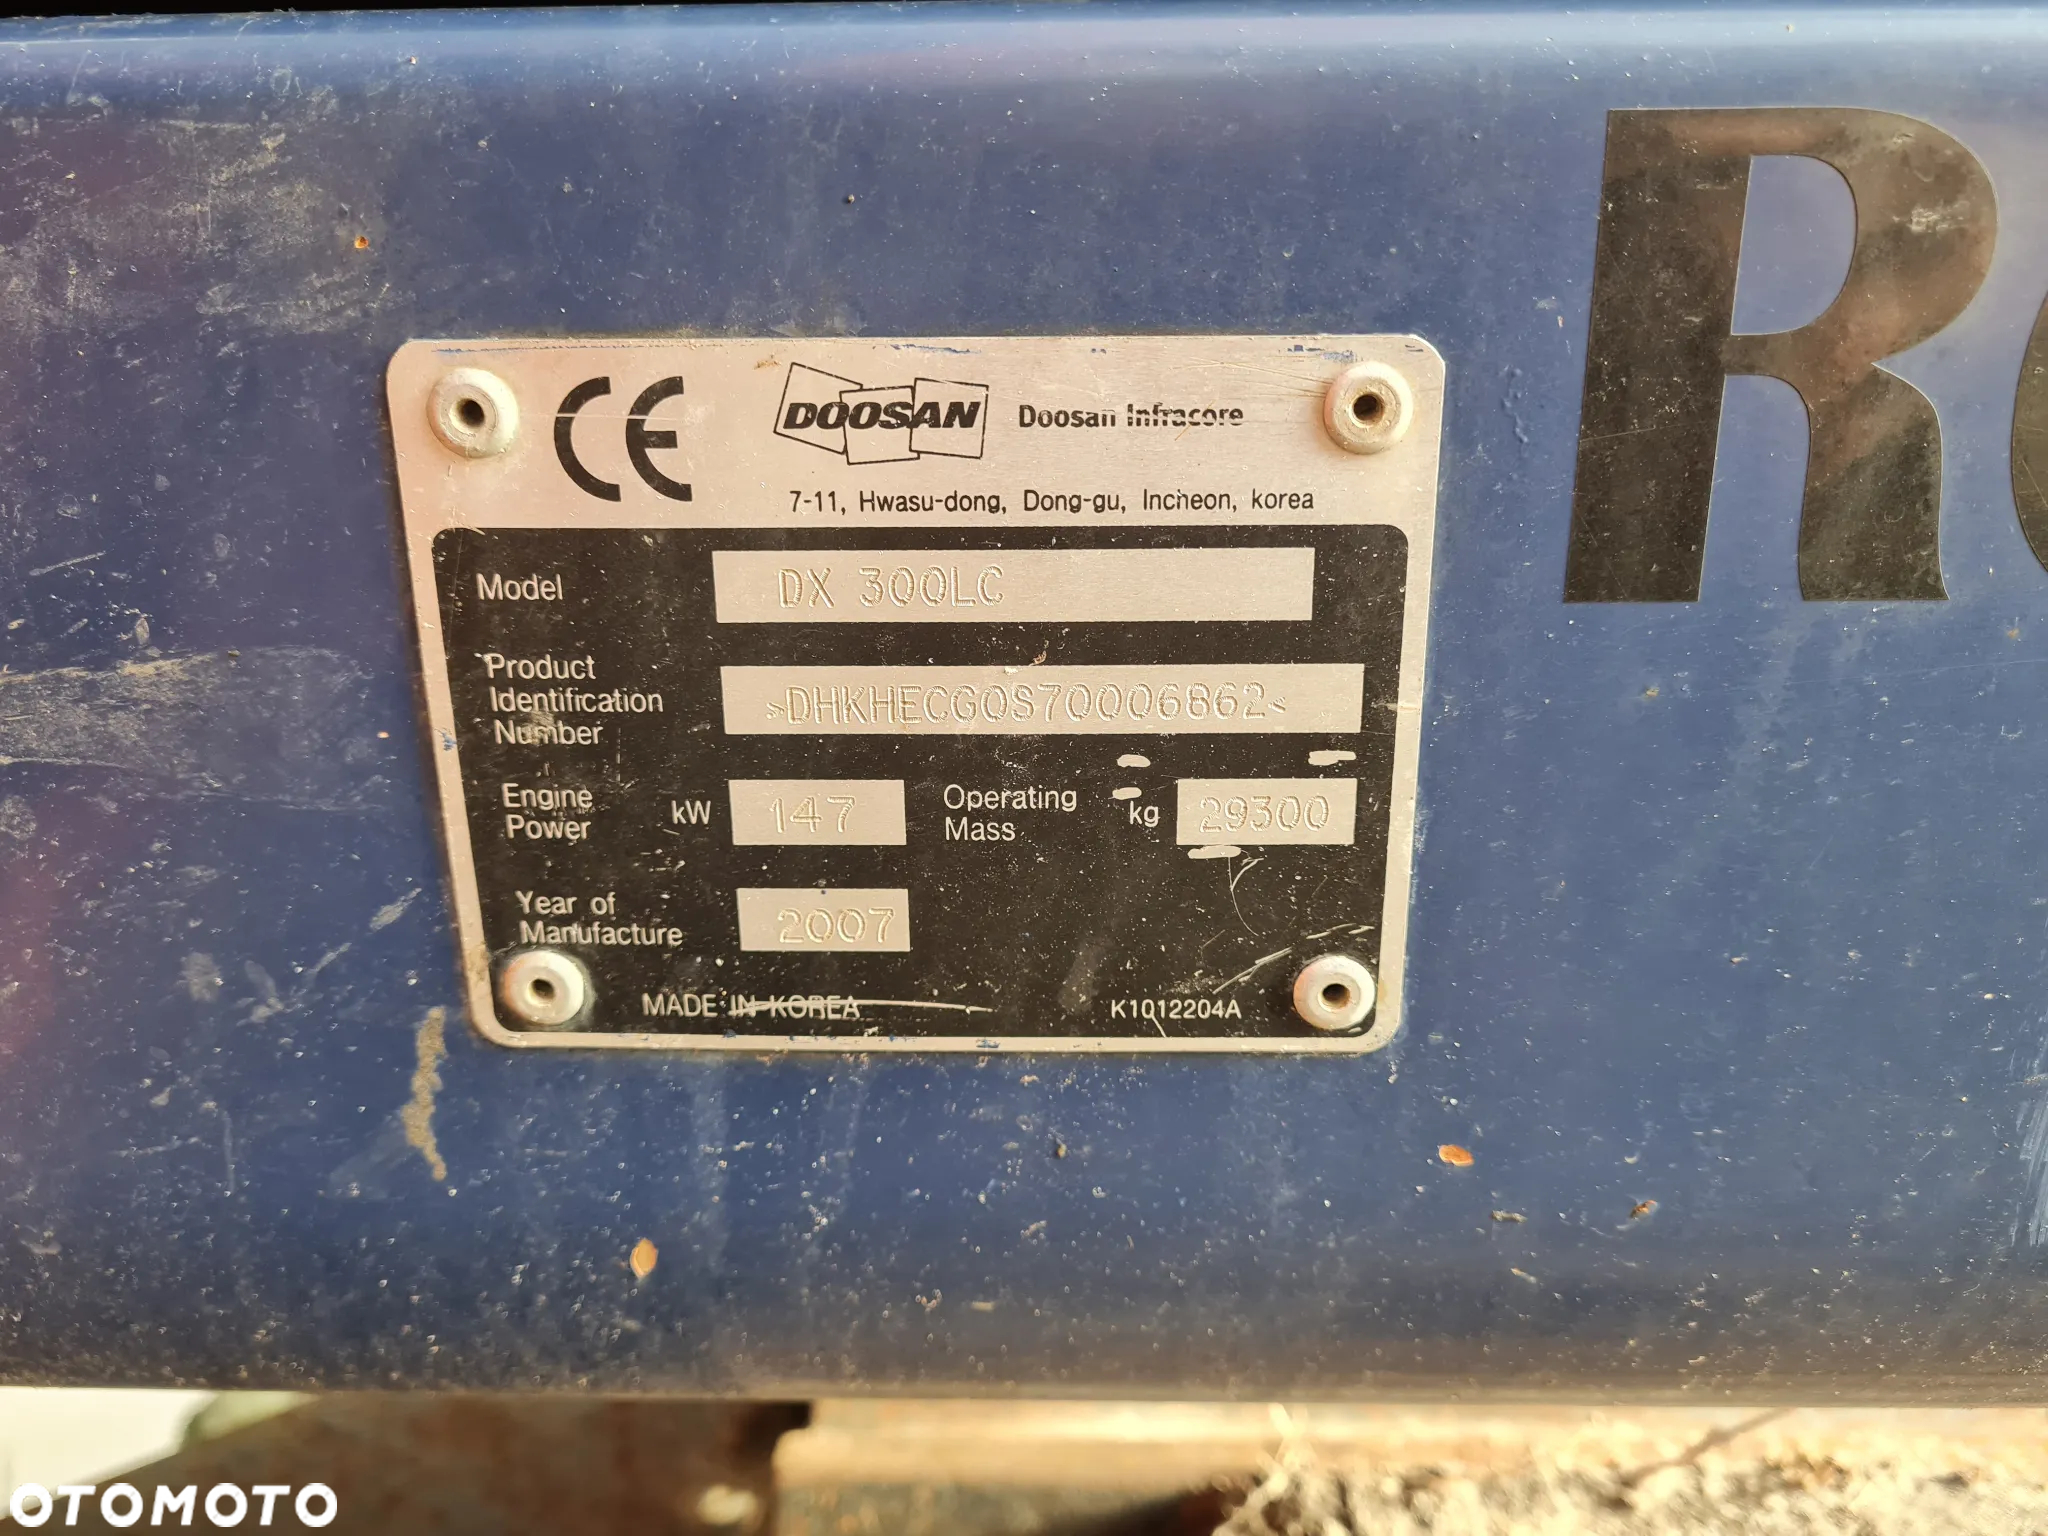 CE DOOSAN Doosan Infracore
7-11, Hwasu-dong, Dong-gu, Incheon, korea
Model DX 300LC
Product
Identification
Number
*DHKHECG0S70006862*
Engine
Power
kW 147
Operating
Mass
kg 29300
Year of
Manufacture
2007
MADE IN KOREA K1012204A
R
OTOMOTO